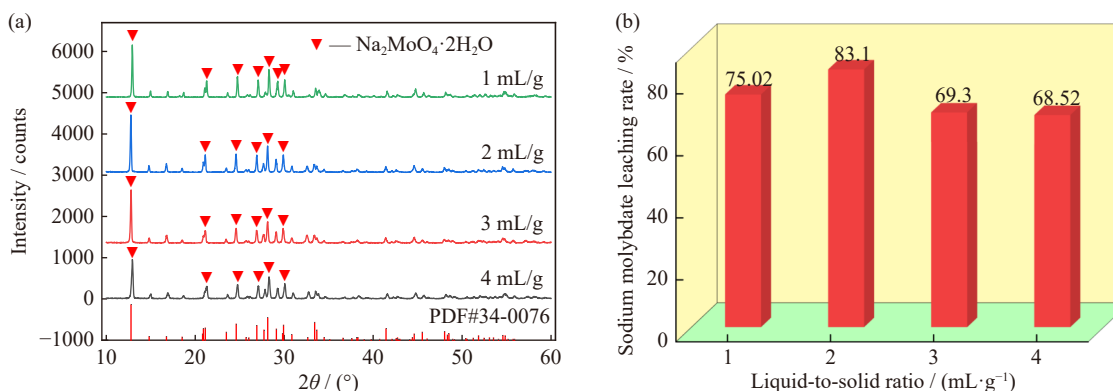 (a)
Intensity / counts
6000
5000
4000
3000
2000
1000
0
−1000
▼ — Na₂MoO₄·2H₂O
1 mL/g
2 mL/g
3 mL/g
4 mL/g
PDF#34-0076
10 20 30 40 50 60
2θ / (°)
(b)
Sodium molybdate leaching rate / %
80
60
40
20
0
75.02
83.1
69.3
68.52
1 2 3 4
Liquid-to-solid ratio / (mL·g⁻¹)